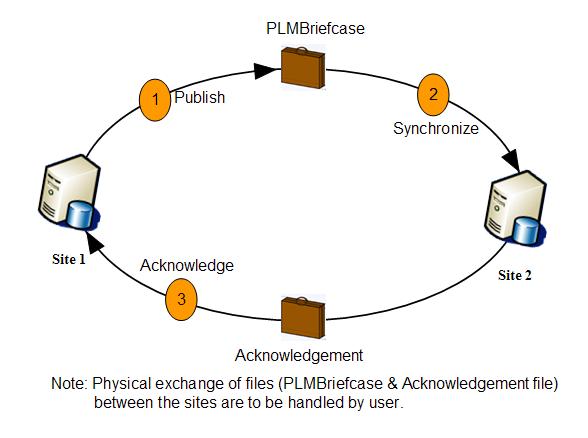 PLMBriefcase
1
Publish
2
Synchronize
Site 1
Site 2
Acknowledge
3
Acknowledgement
Note: Physical exchange of files (PLMBriefcase & Acknowledgement file)
between the sites are to be handled by user.